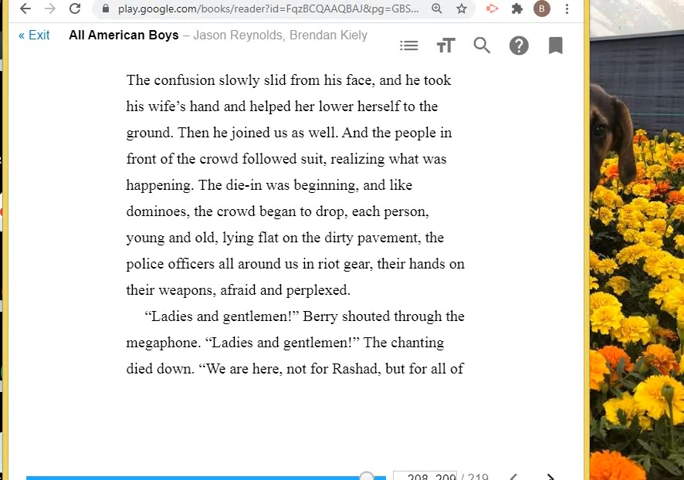 play.google.com/books/reader?id=FqzBCQAAQBAJ&pg=GBS...
B
« Exit All American Boys – Jason Reynolds, Brendan Kiely
The confusion slowly slid from his face, and he took
his wife's hand and helped her lower herself to the
ground. Then he joined us as well. And the people in
front of the crowd followed suit, realizing what was
happening. The die-in was beginning, and like
dominoes, the crowd began to drop, each person,
young and old, lying flat on the dirty pavement, the
police officers all around us in riot gear, their hands on
their weapons, afraid and perplexed.
“Ladies and gentlemen!” Berry shouted through the
megaphone. “Ladies and gentlemen!” The chanting
died down. “We are here, not for Rashad, but for all of
208, 209 / 219